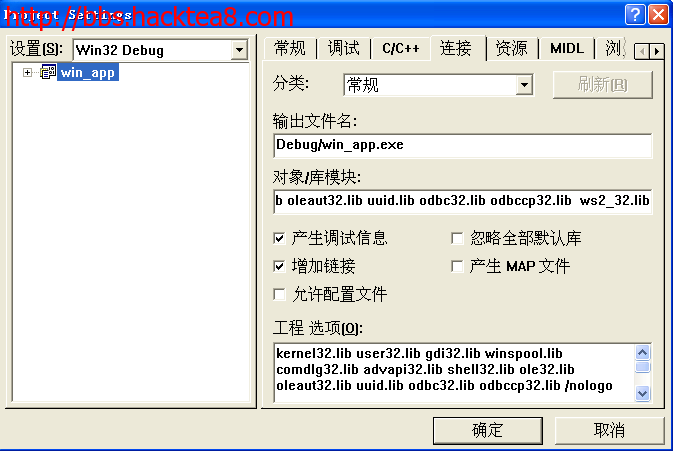 http://bbs.hacktea8.com
Project Settings
设置(S):
Win32 Debug
win_app
常规 调试 C/C++ 连接 资源 MIDL 浏
分类:
常规
刷新(R)
输出文件名:
Debug/win_app.exe
对象/库模块:
b oleaut32.lib uuid.lib odbc32.lib odbccp32.lib  ws2_32.lib
产生调试信息
忽略全部默认库
增加链接
产生 MAP 文件
允许配置文件
工程 选项(O):
kernel32.lib user32.lib gdi32.lib winspool.lib
comdlg32.lib advapi32.lib shell32.lib ole32.lib
oleaut32.lib uuid.lib odbc32.lib odbccp32.lib /nologo
确定
取消